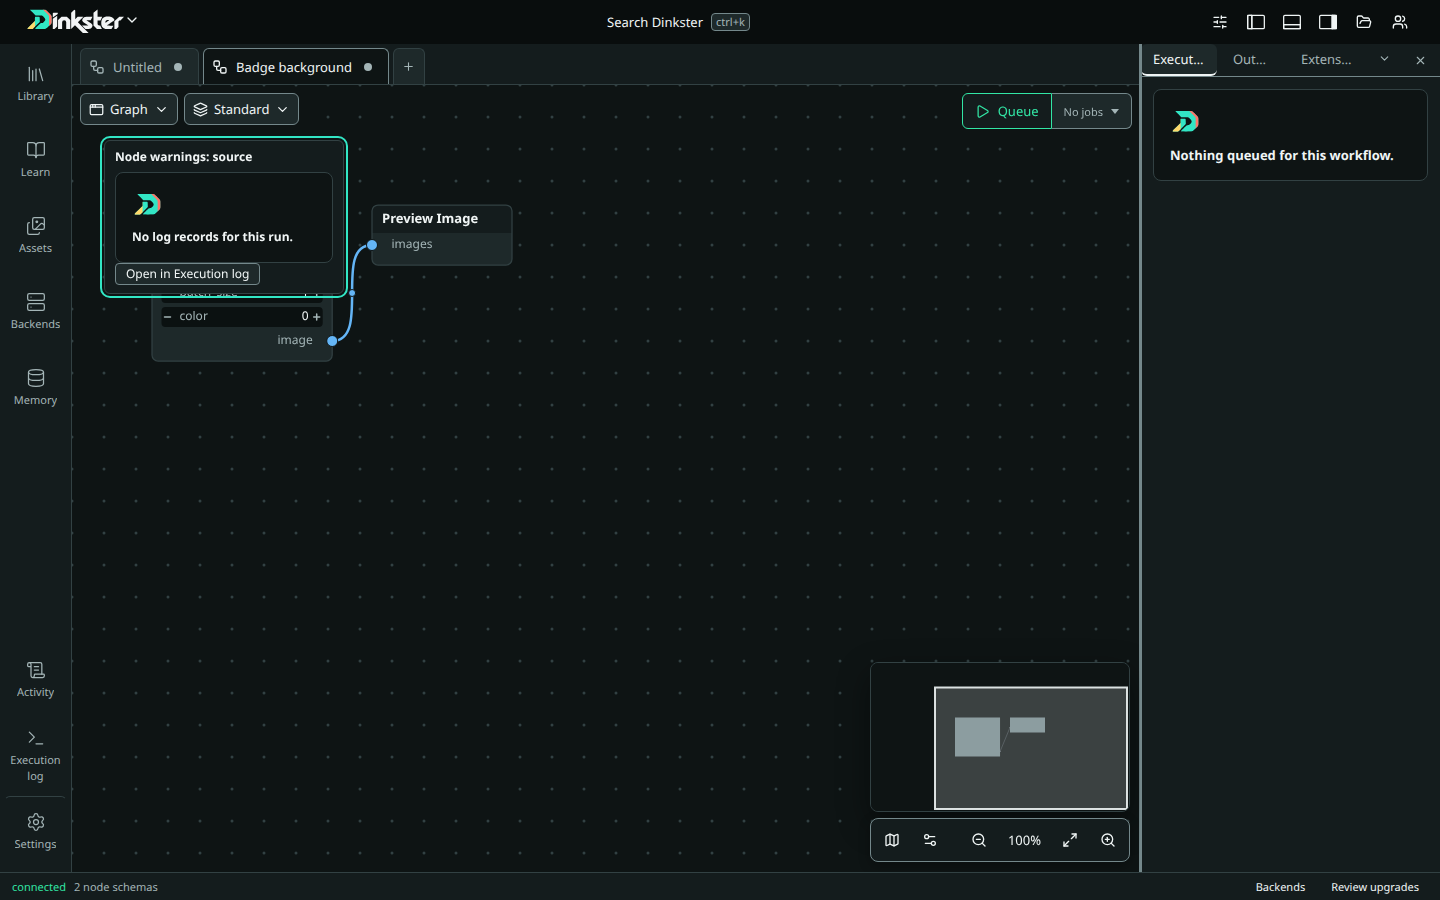 Dinkster
Search Dinkster ctrl+k
Untitled
Badge background
+
Execut...
Out...
Extens...
Library
Learn
Assets
Backends
Memory
Activity
Execution
log
Settings
Graph
Standard
Queue
No jobs
Nothing queued for this workflow.
Node warnings: source
No log records for this run.
Open in Execution log
Preview Image
images
color 0
image
100%
connected 2 node schemas
Backends
Review upgrades